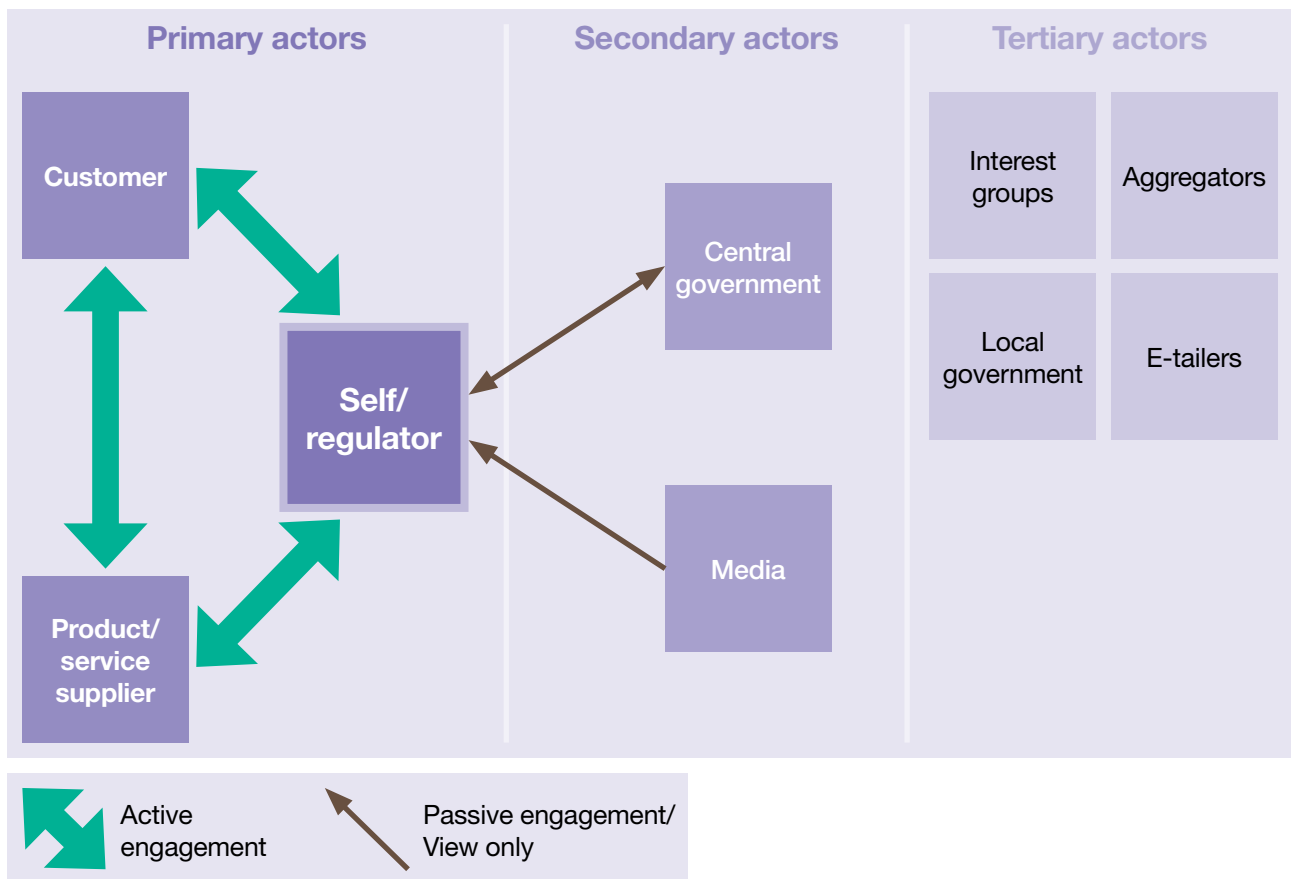 Primary actors
Customer
Self/
regulator
Product/
service
supplier
Secondary actors
Central
government
Media
Tertiary actors
Interest
groups
Aggregators
Local
government
E-tailers
Active
engagement
Passive engagement/
View only